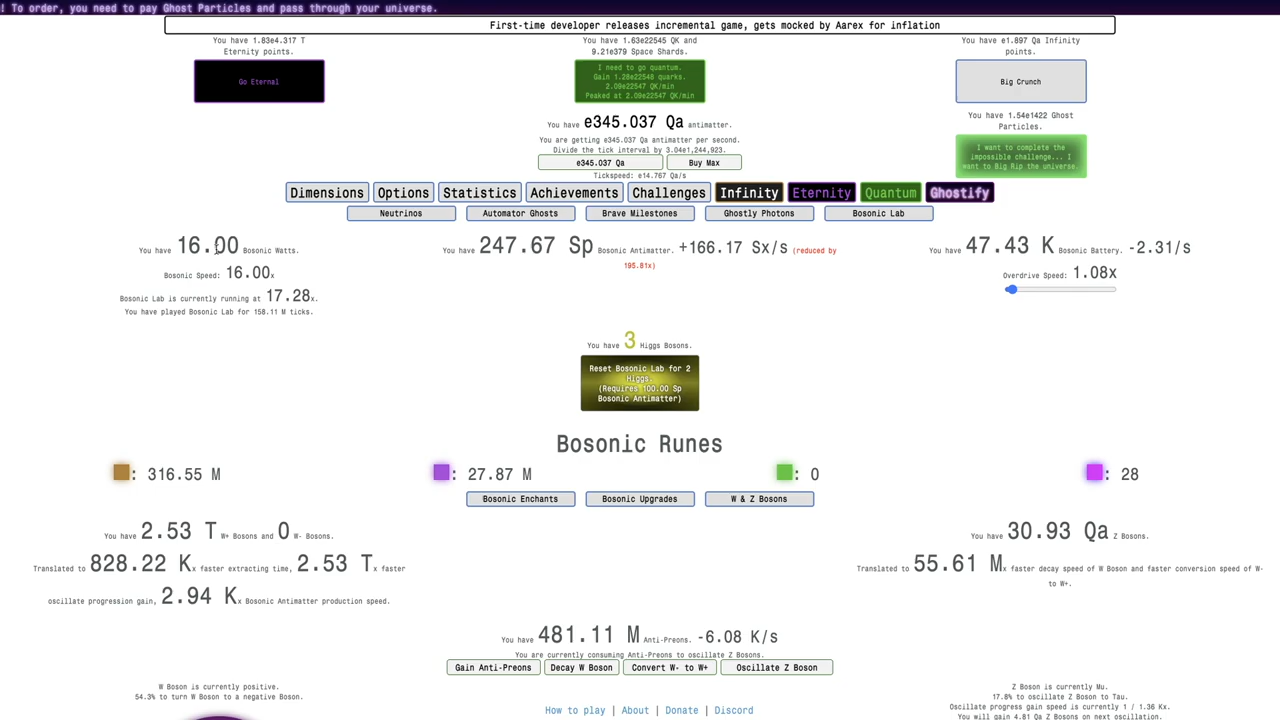 ! To order, you need to pay Ghost Particles and pass through your universe.
First-time developer releases incremental game, gets mocked by Aarex for inflation
You have 1.83e4.317 T
Eternity points.
Go Eternal
You have 1.63e22545 QK and
9.21e379 Space Shards.
I need to go quantum.
Gain 1.28e22548 quarks.
2.09e22547 QK/min
Peaked at 2.09e22547 QK/min
You have e1.897 Qa Infinity
points.
Big Crunch
You have e345.037 Qa antimatter.
You are getting e345.037 Qa antimatter per second.
Divide the tick interval by 3.04e1,244,923.
e345.037 Qa
Buy Max
Tickspeed: e14.767 Qa/s
You have 1.54e1422 Ghost
Particles.
I want to complete the
impossible challenge... I
want to Big Rip the universe
Dimensions
Options
Statistics
Achievements
Challenges
Infinity
Eternity
Quantum
Ghostify
Neutrinos
Automator Ghosts
Brave Milestones
Ghostly Photons
Bosonic Lab
You have 16.00 Bosonic Watts.
Bosonic Speed: 16.00x
Bosonic Lab is currently running at 17.28x.
You have played Bosonic Lab for 158.11 M ticks.
You have 247.67 Sp Bosonic Antimatter. +166.17 Sx/s (reduced by
195.81x)
You have 47.43 K Bosonic Battery. -2.31/s
Overdrive Speed: 1.08x
You have 3 Higgs Bosons.
Reset Bosonic Lab for 2
Higgs.
(Requires 100.00 Sp
Bosonic Antimatter)
Bosonic Runes
: 316.55 M
: 27.87 M
: 0
: 28
Bosonic Enchants
Bosonic Upgrades
W & Z Bosons
You have 2.53 T W+ Bosons and 0 W- Bosons.
Translated to 828.22 Kx faster extracting time, 2.53 Tx faster
oscillate progression gain, 2.94 Kx Bosonic Antimatter production speed.
You have 30.93 Qa Z Bosons.
Translated to 55.61 Mx faster decay speed of W Boson and faster conversion speed of W-
to W+.
You have 481.11 M Anti-Preons. -6.08 K/s
You are currently consuming Anti-Preons to oscillate Z Bosons.
Gain Anti-Preons
Decay W Boson
Convert W- to W+
Oscillate Z Boson
W Boson is currently positive.
54.3% to turn W Boson to a negative Boson.
Z Boson is currently Mu.
17.8% to oscillate Z Boson to Tau.
Oscillate progress gain speed is currently 1 / 1.36 Kx.
You will gain 4.81 Qa Z Bosons on next oscillation.
How to play | About | Donate | Discord